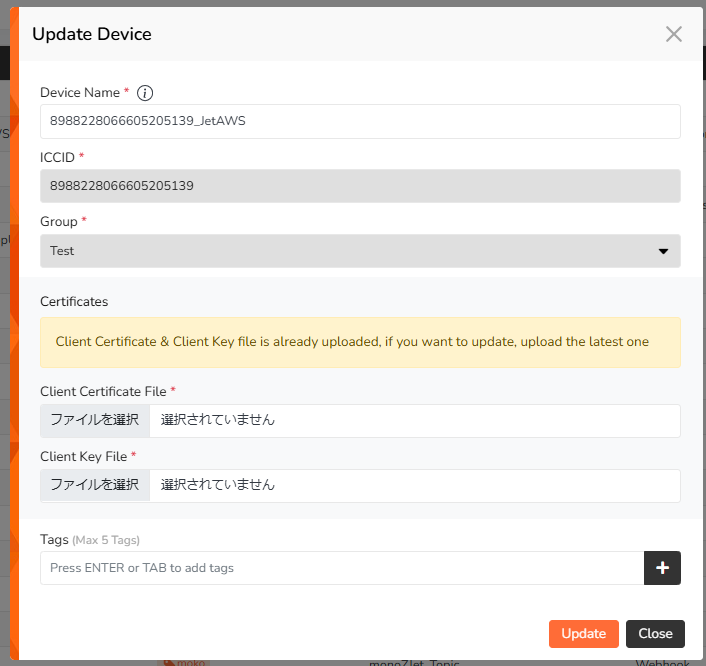 Update Device
Device Name *
8988228066605205139_JetAWS
ICCID *
8988228066605205139
Group *
Test
Certificates
Client Certificate & Client Key file is already uploaded, if you want to update, upload the latest one
Client Certificate File *
ファイルを選択 選択されていません
Client Key File *
ファイルを選択 選択されていません
Tags (Max 5 Tags)
Press ENTER or TAB to add tags
Update Close
moko monoZlet_Topic Webhook